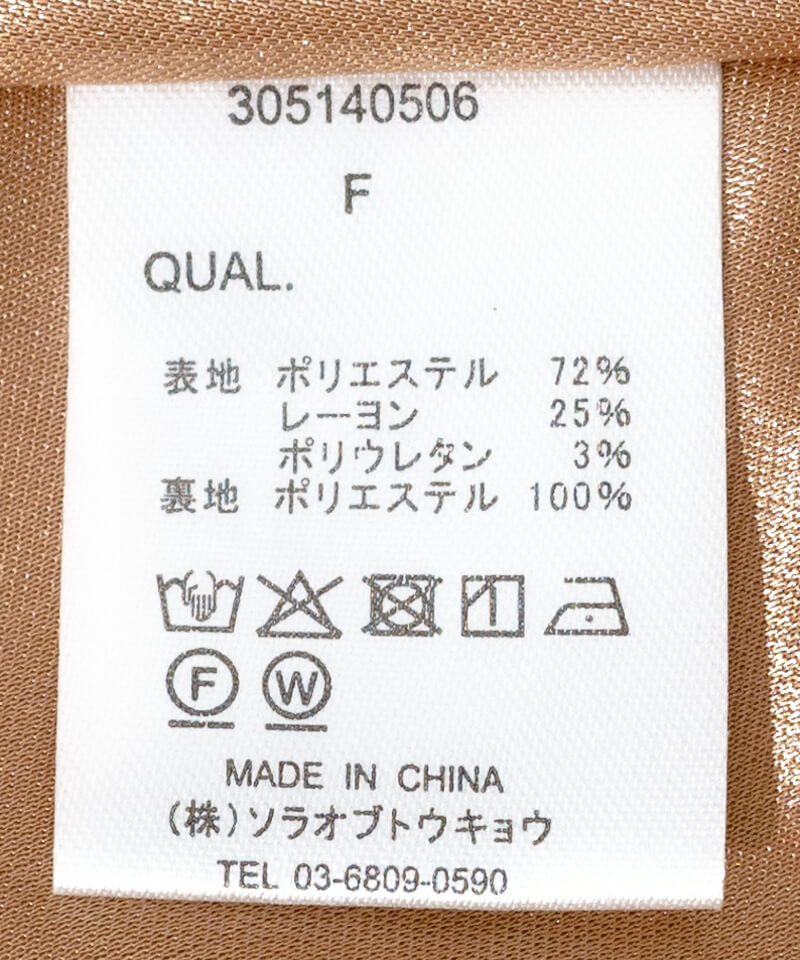 305140506
F
QUAL.
表地 ポリエステル 72%
レーヨン 25%
ポリウレタン 3%
裏地 ポリエステル 100%
F W
MADE IN CHINA
(株)ソラオブトウキョウ
TEL 03-6809-0590